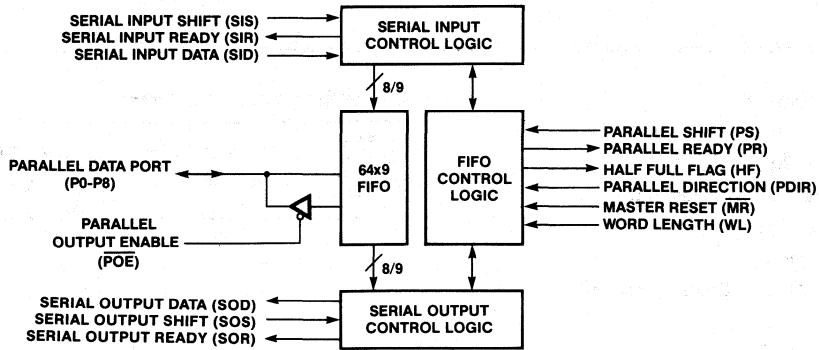 SERIAL INPUT SHIFT (SIS)
SERIAL INPUT READY (SIR)
SERIAL INPUT DATA (SID)
SERIAL INPUT
CONTROL LOGIC
8/9
PARALLEL DATA PORT
(P0-P8)
PARALLEL
OUTPUT ENABLE
(P̅O̅E̅)
64x9
FIFO
FIFO
CONTROL
LOGIC
PARALLEL SHIFT (PS)
PARALLEL READY (PR)
HALF FULL FLAG (HF)
PARALLEL DIRECTION (PDIR)
MASTER RESET (M̅R̅)
WORD LENGTH (WL)
8/9
SERIAL OUTPUT DATA (SOD)
SERIAL OUTPUT SHIFT (SOS)
SERIAL OUTPUT READY (SOR)
SERIAL OUTPUT
CONTROL LOGIC